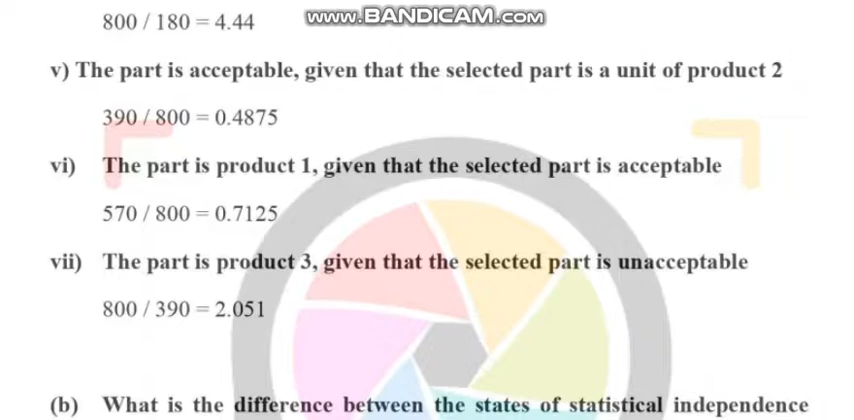 www.BANDICAM.com
800 / 180 = 4.44
v) The part is acceptable, given that the selected part is a unit of product 2
390 / 800 = 0.4875
vi) The part is product 1, given that the selected part is acceptable
570 / 800 = 0.7125
vii) The part is product 3, given that the selected part is unacceptable
800 / 390 = 2.051
(b) What is the difference between the states of statistical independence